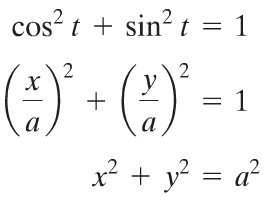 cos² t + sin² t = 1
(x/a)² + (y/a)² = 1
x² + y² = a²